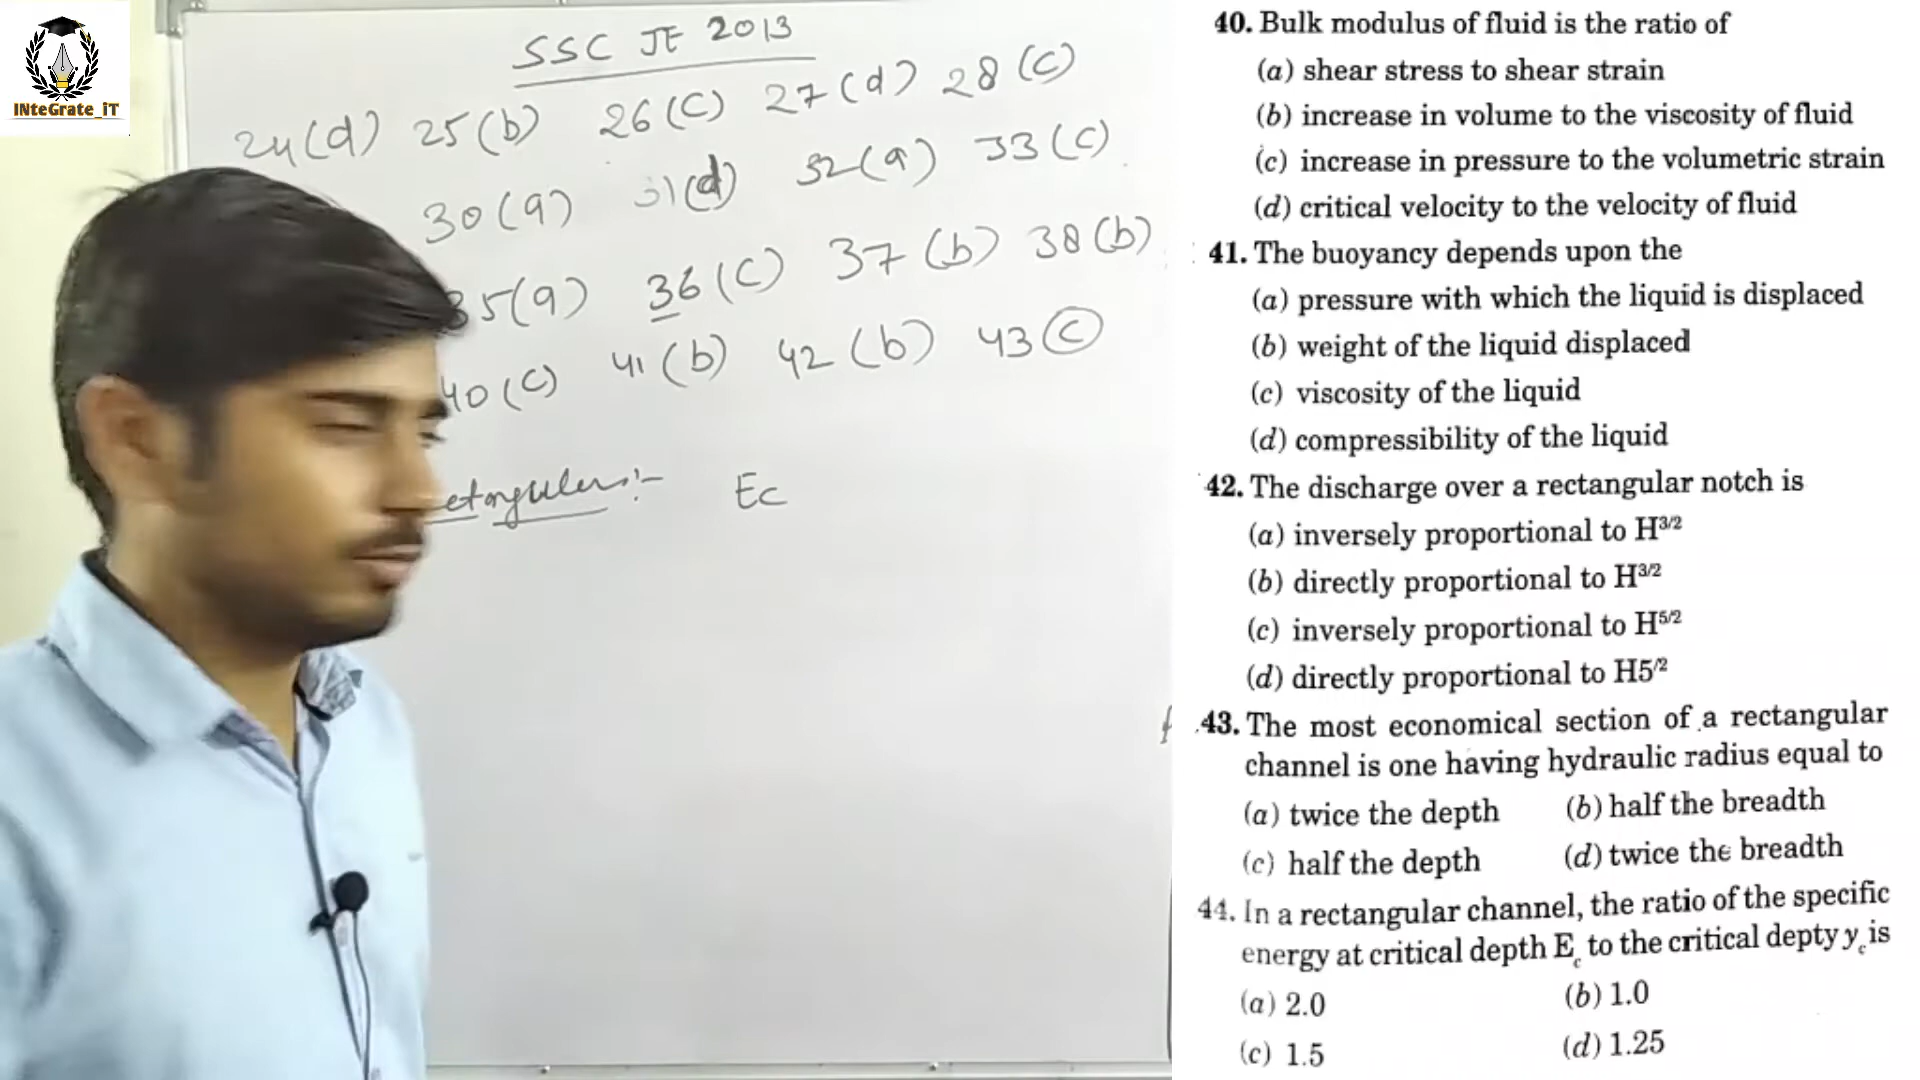 INteGrate_iT
SSC JE 2013
24(d) 25(b) 26(C) 27(d) 28(C)
30(a) 31(d) 32(a) 33(C)
35(a) 36(C) 37(b) 38(b)
40(C) 41(b) 42(b) 43(C)
Ec
40. Bulk modulus of fluid is the ratio of
(a) shear stress to shear strain
(b) increase in volume to the viscosity of fluid
(c) increase in pressure to the volumetric strain
(d) critical velocity to the velocity of fluid
41. The buoyancy depends upon the
(a) pressure with which the liquid is displaced
(b) weight of the liquid displaced
(c) viscosity of the liquid
(d) compressibility of the liquid
42. The discharge over a rectangular notch is
(a) inversely proportional to H^3/2
(b) directly proportional to H^3/2
(c) inversely proportional to H^5/2
(d) directly proportional to H5^/2
43. The most economical section of a rectangular
channel is one having hydraulic radius equal to
(a) twice the depth (b) half the breadth
(c) half the depth (d) twice the breadth
44. In a rectangular channel, the ratio of the specific
energy at critical depth E_c to the critical depty y_c is
(a) 2.0 (b) 1.0
(c) 1.5 (d) 1.25